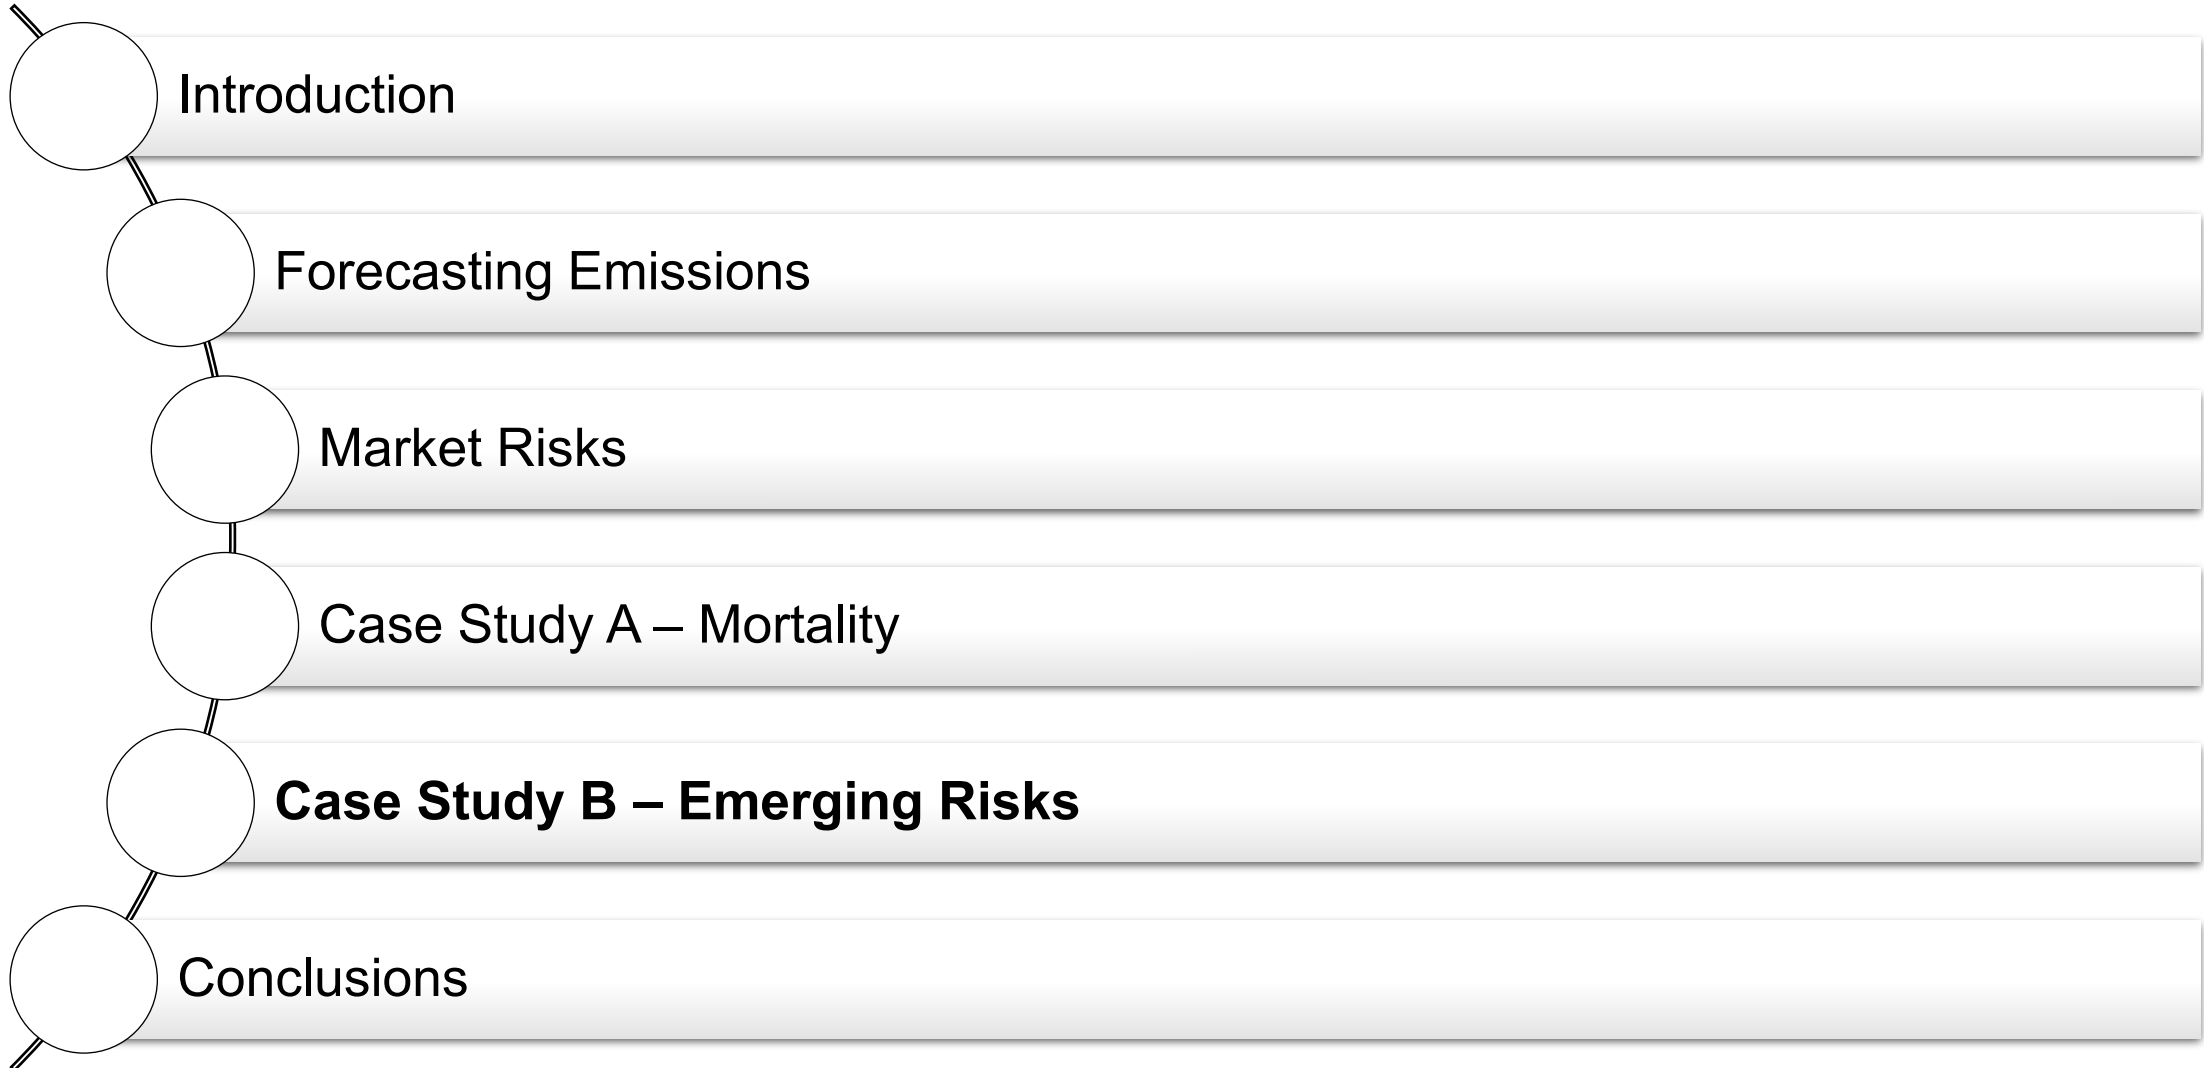 Introduction
Forecasting Emissions
Market Risks
Case Study A – Mortality
Case Study B – Emerging Risks
Conclusions